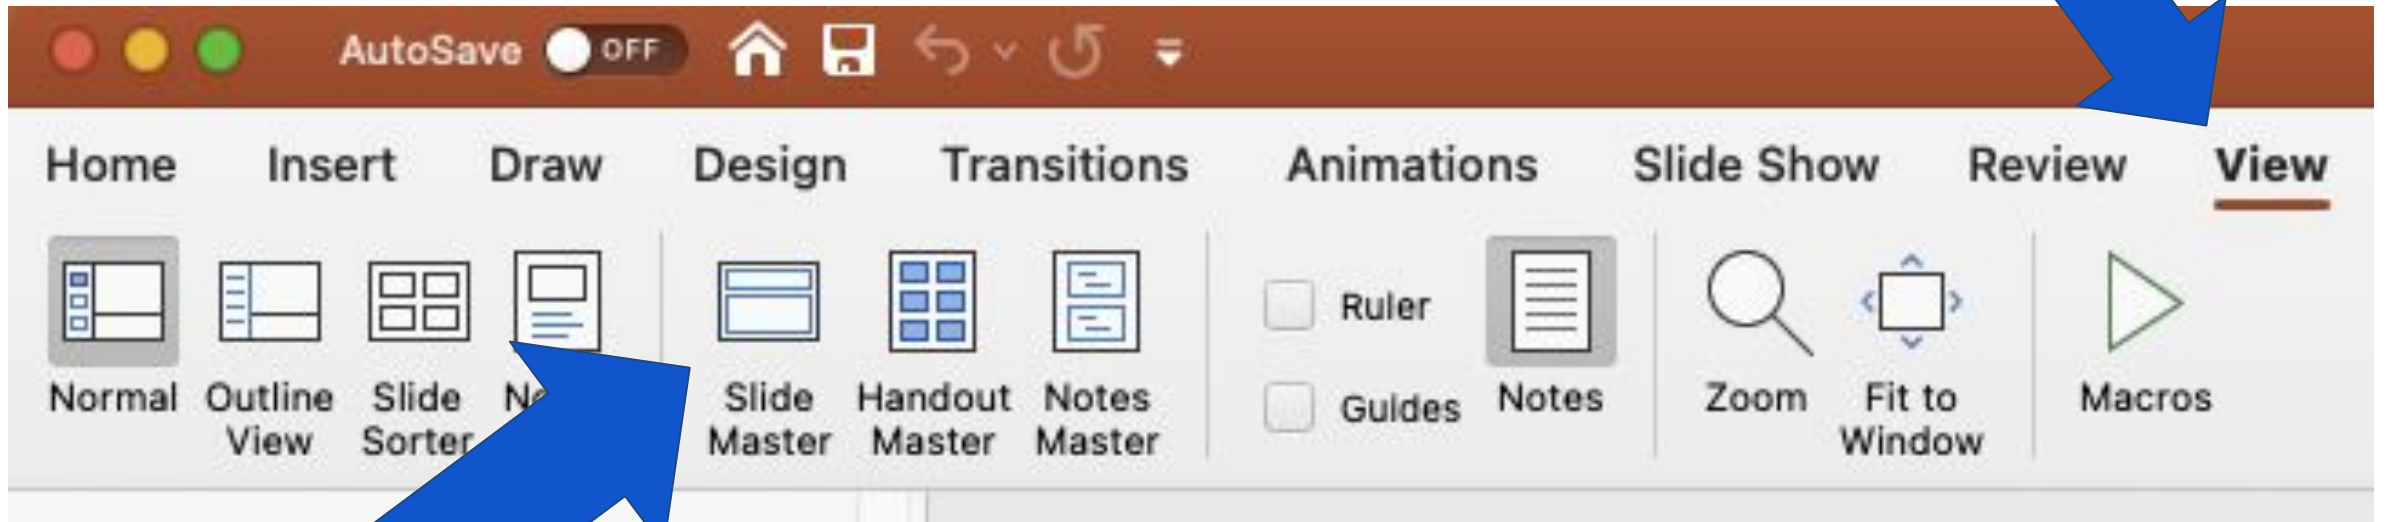 AutoSave OFF
Home Insert Draw Design Transitions Animations Slide Show Review View
Normal
Outline
View
Slide
Sorter
Slide
Master
Handout
Master
Notes
Master
Ruler
Guides
Notes
Zoom
Fit to
Window
Macros